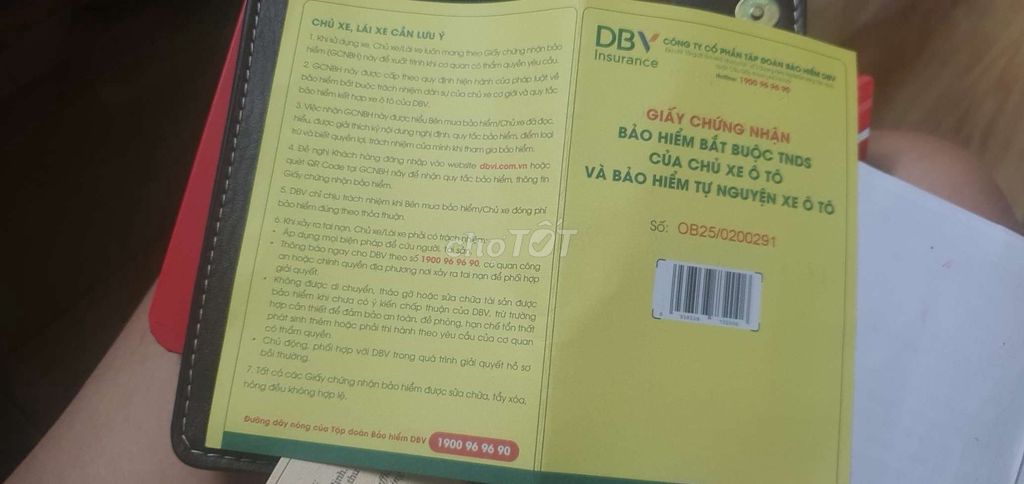 CHỦ XE, LÁI XE CẦN LƯU Ý
1. Khi sử dụng xe, Chủ xe/Lái xe luôn mang theo Giấy chứng nhận bảo
hiểm (GCNBH) này để xuất trình khi cơ quan có thẩm quyền yêu cầu.
2. GCNBH này được cấp theo quy định hiện hành của pháp luật về
bảo hiểm bắt buộc trách nhiệm dân sự của chủ xe cơ giới và quy tắc
bảo hiểm kết hợp xe ô tô của DBV.
3. Việc nhận GCNBH này được hiểu Bên mua bảo hiểm/Chủ xe đã đọc,
hiểu, được giải thích kỹ nội dung nghị định, quy tắc bảo hiểm, điểm loại
trừ và biết quyền lợi, trách nhiệm của mình khi tham gia bảo hiểm.
4. Đề nghị Khách hàng đăng nhập vào website dbvi.com.vn hoặc
quét QR Code tại GCNBH này để nhận quy tắc bảo hiểm, thông tin
Giấy chứng nhận bảo hiểm.
5. DBV chỉ chịu trách nhiệm khi Bên mua bảo hiểm/Chủ xe đóng phí
bảo hiểm đúng theo thỏa thuận.
6. Khi xảy ra tai nạn, Chủ xe/Lái xe phải có trách nhiệm:
• Áp dụng mọi biện pháp để cứu người, tài sản.
• Thông báo ngay cho DBV theo số 1900 96 96 90, cơ quan công
an hoặc chính quyền địa phương nơi xảy ra tai nạn để phối hợp
giải quyết.
• Không được di chuyển, tháo gỡ hoặc sửa chữa tài sản được
bảo hiểm khi chưa có ý kiến chấp thuận của DBV, trừ trường
hợp cần thiết để đảm bảo an toàn, đề phòng, hạn chế tổn thất
phát sinh thêm hoặc phải thi hành theo yêu cầu của cơ quan
có thẩm quyền.
• Chủ động, phối hợp với DBV trong quá trình giải quyết hồ sơ
bồi thường.
7. Tất cả các Giấy chứng nhận bảo hiểm được sửa chữa, tẩy xóa,
nóng đều không hợp lệ.
Đường dây nóng của Tập đoàn Bảo hiểm DBV 1900 96 96 90
DBV
Insurance
CÔNG TY CỔ PHẦN TẬP ĐOÀN BẢO HIỂM DBV
Hotline: 1900 96 96 90
GIẤY CHỨNG NHẬN
BẢO HIỂM BẮT BUỘC TNDS
CỦA CHỦ XE Ô TÔ
VÀ BẢO HIỂM TỰ NGUYỆN XE Ô TÔ
Số: OB25/0200291
choTỐT